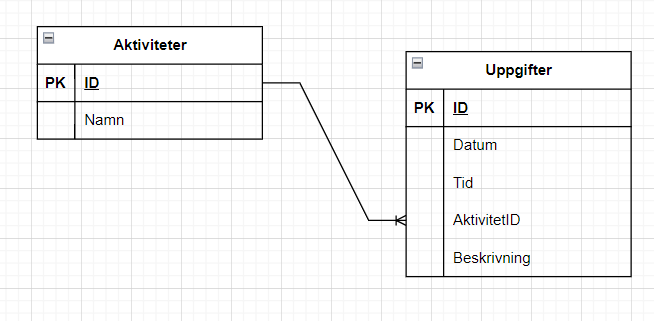 Aktiviteter
PK ID
Namn
Uppgifter
PK ID
Datum
Tid
AktivitetID
Beskrivning